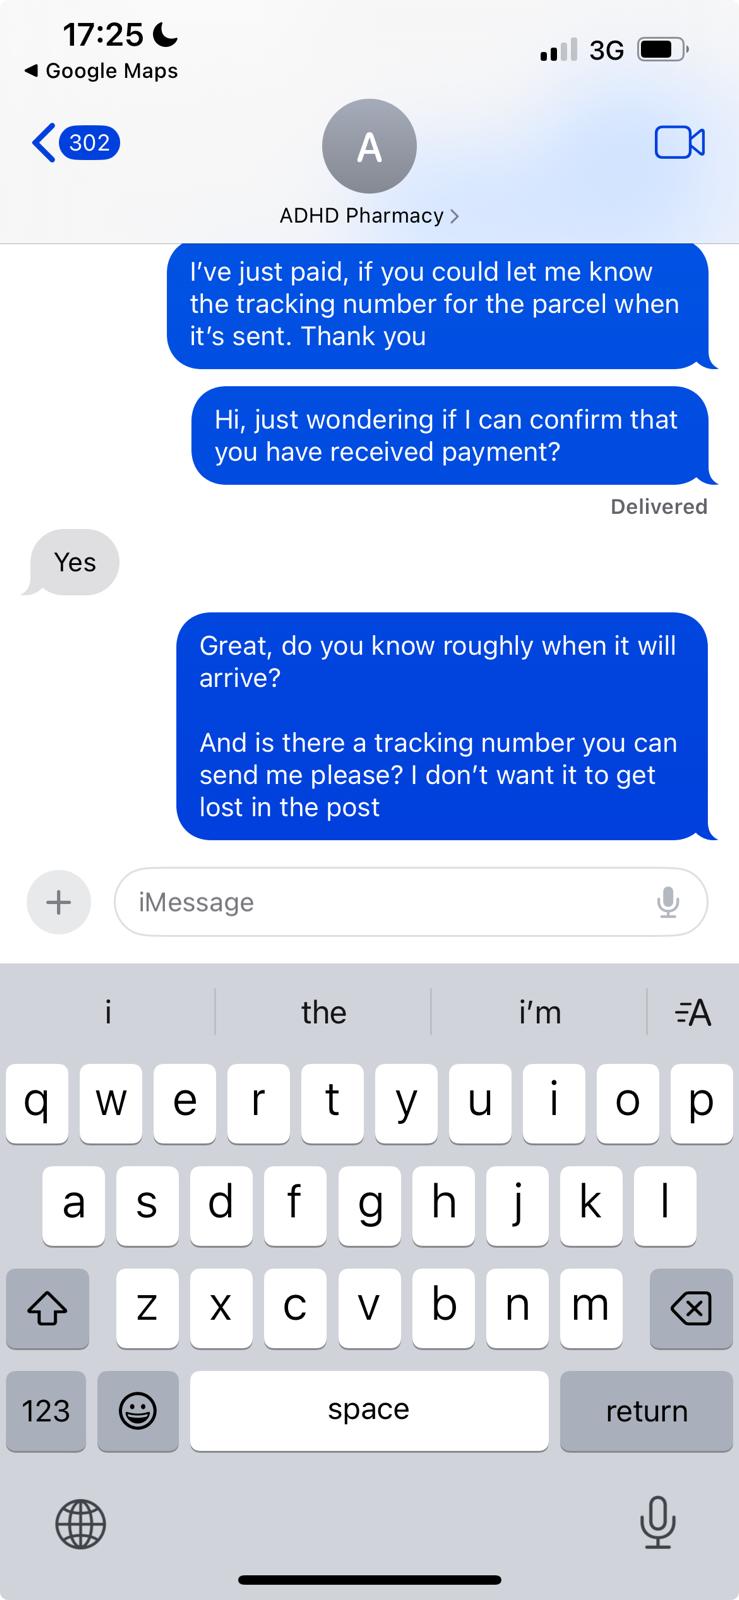 17:25
3G
◀ Google Maps
302
A
ADHD Pharmacy >
I’ve just paid, if you could let me know
the tracking number for the parcel when
it’s sent. Thank you
Hi, just wondering if I can confirm that
you have received payment?
Delivered
Yes
Great, do you know roughly when it will
arrive?
And is there a tracking number you can
send me please? I don’t want it to get
lost in the post
iMessage
i the i’m A
q w e r t y u i o p
a s d f g h j k l
z x c v b n m
123 space return